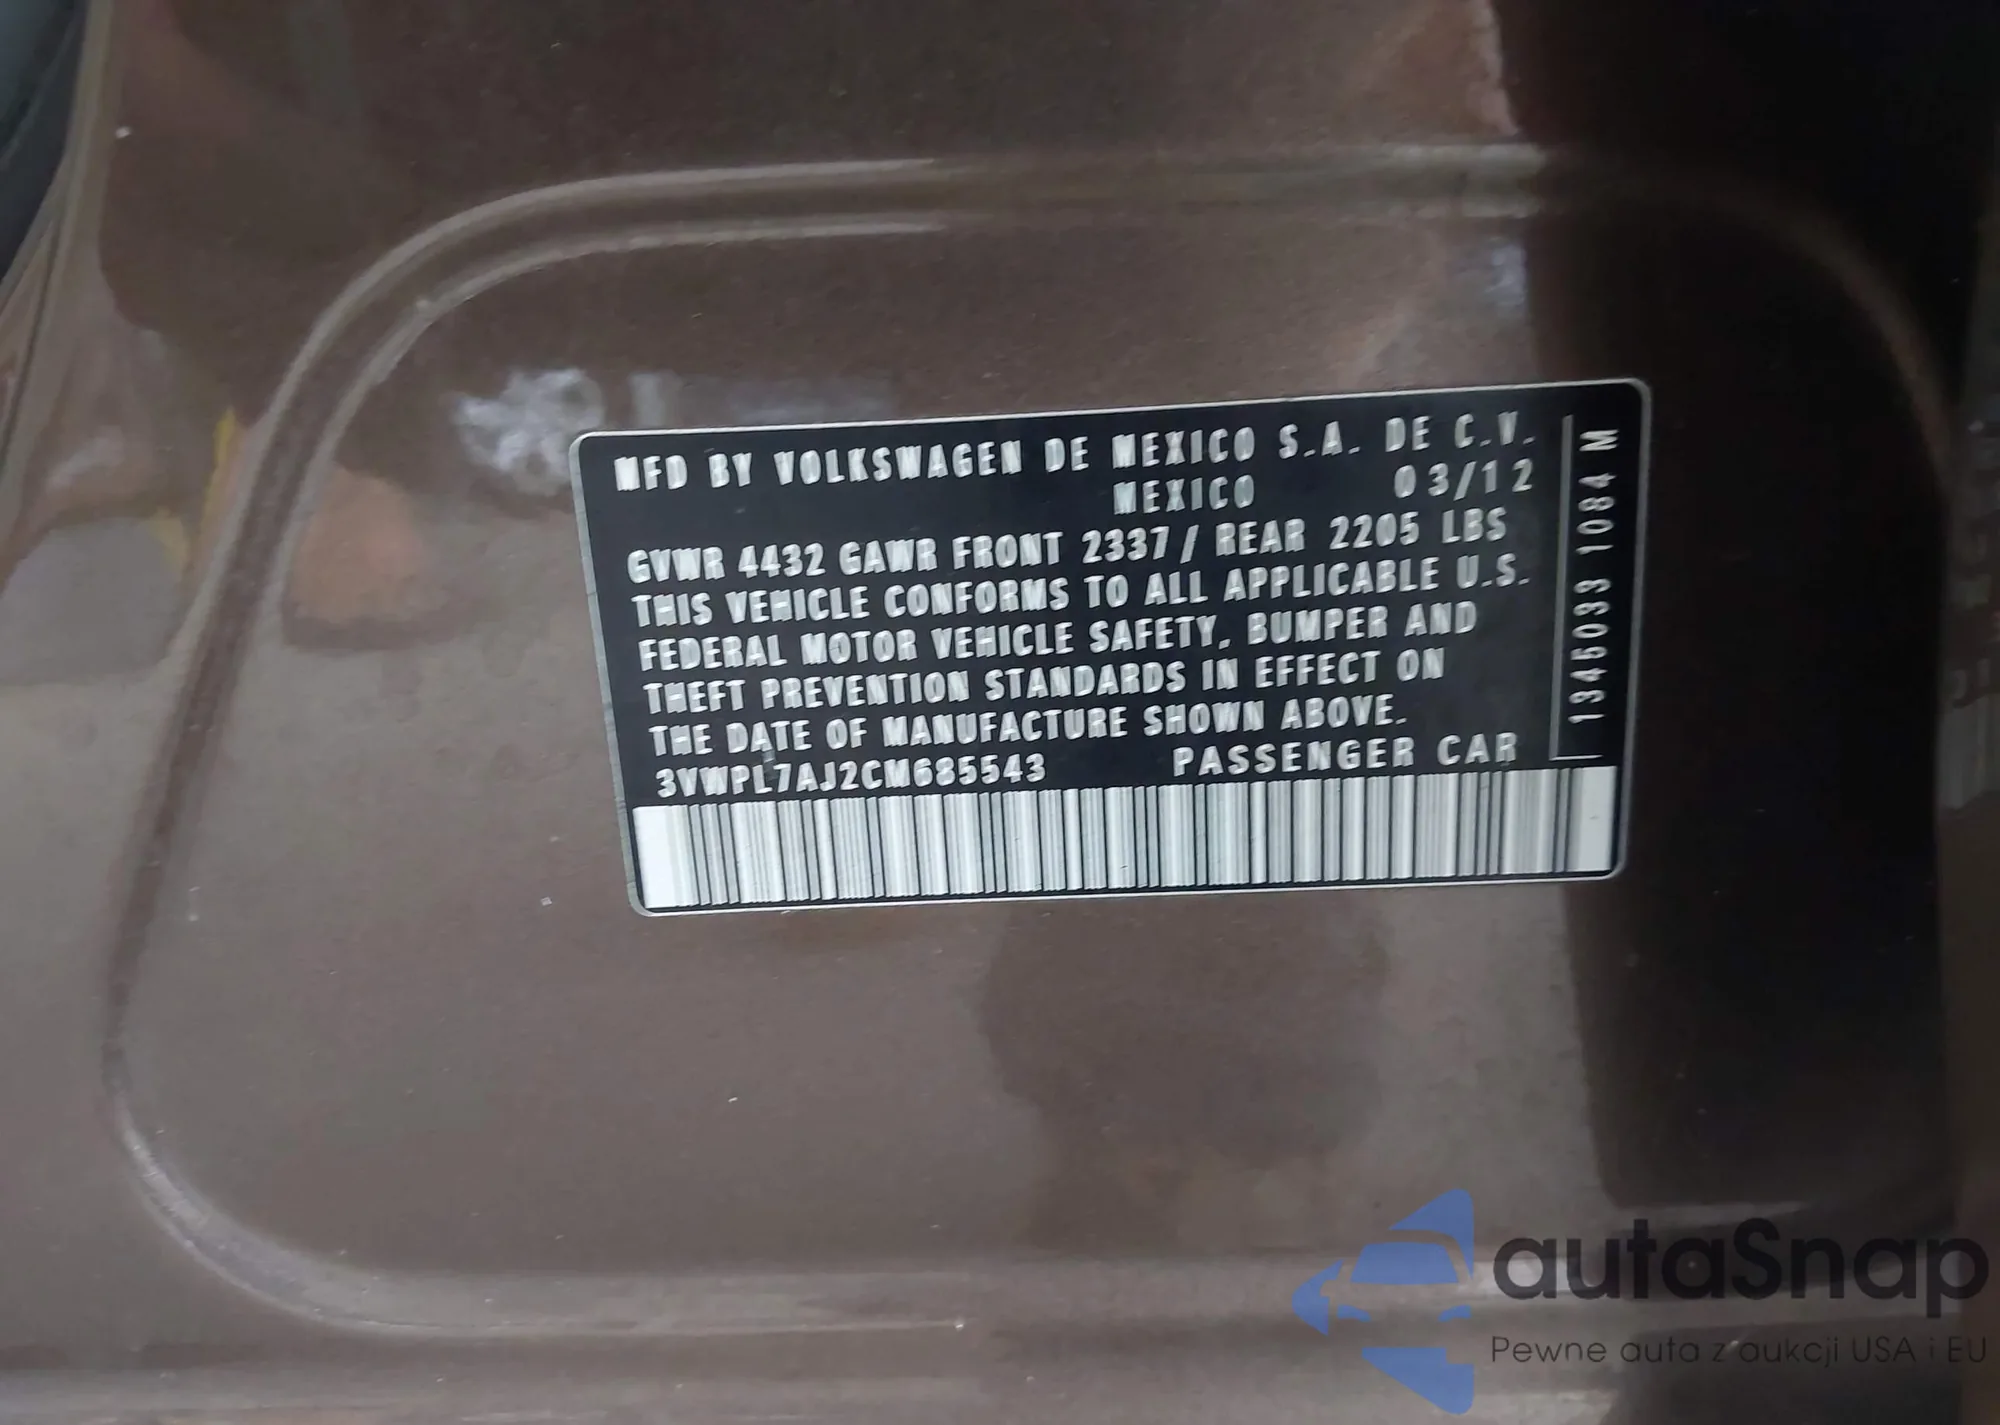 MFD BY VOLKSWAGEN DE MEXICO S.A. DE C.V.
MEXICO 03/12
GVWR 4432 GAWR FRONT 2337 / REAR 2205 LBS
THIS VEHICLE CONFORMS TO ALL APPLICABLE U.S.
FEDERAL MOTOR VEHICLE SAFETY, BUMPER AND
THEFT PREVENTION STANDARDS IN EFFECT ON
THE DATE OF MANUFACTURE SHOWN ABOVE.
3VWPL7AJ2CM685543 PASSENGER CAR
1345033 1084 M
autaSnap
Pewne auta z aukcji USA i EU